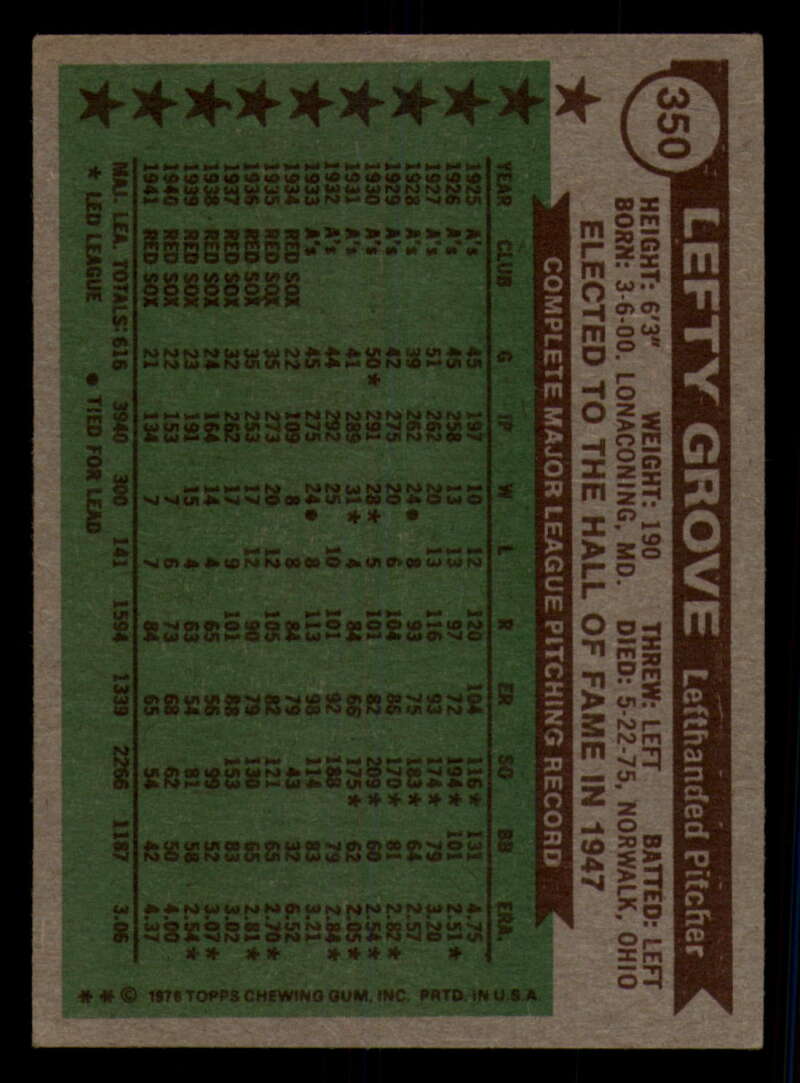 350
LEFTY GROVE Lefthanded Pitcher
HEIGHT: 6'3" WEIGHT: 190 THREW: LEFT BATTED: LEFT
BORN: 3-6-00, LONACONING, MD. DIED: 5-22-75, NORWALK, OHIO
ELECTED TO THE HALL OF FAME IN 1947
COMPLETE MAJOR LEAGUE PITCHING RECORD
YEAR CLUB G IP W L R ER SO BB ERA.
1925 A's 45 197 10 12 120 104 116* 131 4.75
1926 A's 45 258 13 13 97 72 194* 101 2.51*
1927 A's 51 262 20 13 116 93 174* 79 3.20
1928 A's 39 262 24● 8 93 75 183* 64 2.57
1929 A's 42 275 20 6 104 86 170* 81 2.82*
1930 A's 50* 291 28* 5 101 82 209* 60 2.54*
1931 A's 41 289 31* 4 84 66 175* 62 2.05*
1932 A's 44 292 25 10 101 92 188 79 2.84*
1933 A's 45 275 24● 8 113 98 114 83 3.21
1934 RED SOX 22 109 8 8 84 79 43 32 6.52
1935 RED SOX 35 273 20 12 105 82 121 65 2.70*
1936 RED SOX 35 253 17 12 90 79 130 65 2.81*
1937 RED SOX 32 262 17 9 101 88 153 83 3.02
1938 RED SOX 24 164 14 4 65 56 99 52 3.07*
1939 RED SOX 23 191 15 4 63 54 81 58 2.54*
1940 RED SOX 22 153 7 6 73 68 62 50 4.00
1941 RED SOX 21 134 7 7 84 65 54 42 4.37
MAJ. LEA. TOTALS: 616 3940 300 141 1594 1339 2266 1187 3.06
* LED LEAGUE ● TIED FOR LEAD
* * © 1976 TOPPS CHEWING GUM, INC. PRTD. IN U.S.A.